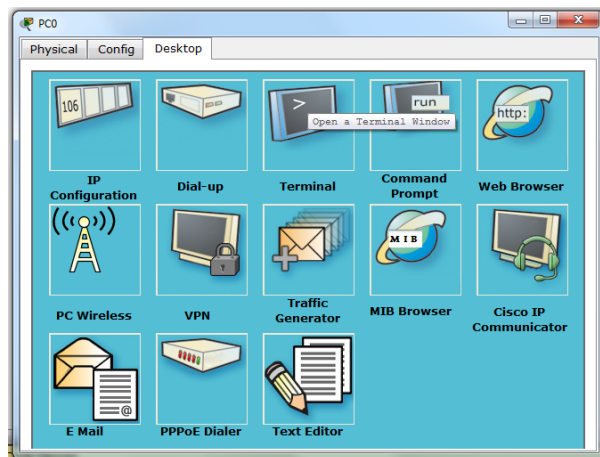 PC0
Physical Config Desktop
106
>
run
http:
Open a Terminal Window
IP
Configuration
Dial-up
Terminal
Command
Prompt
Web Browser
MIB
PC Wireless
VPN
Traffic
Generator
MIB Browser
Cisco IP
Communicator
@
E Mail
PPPoE Dialer
Text Editor